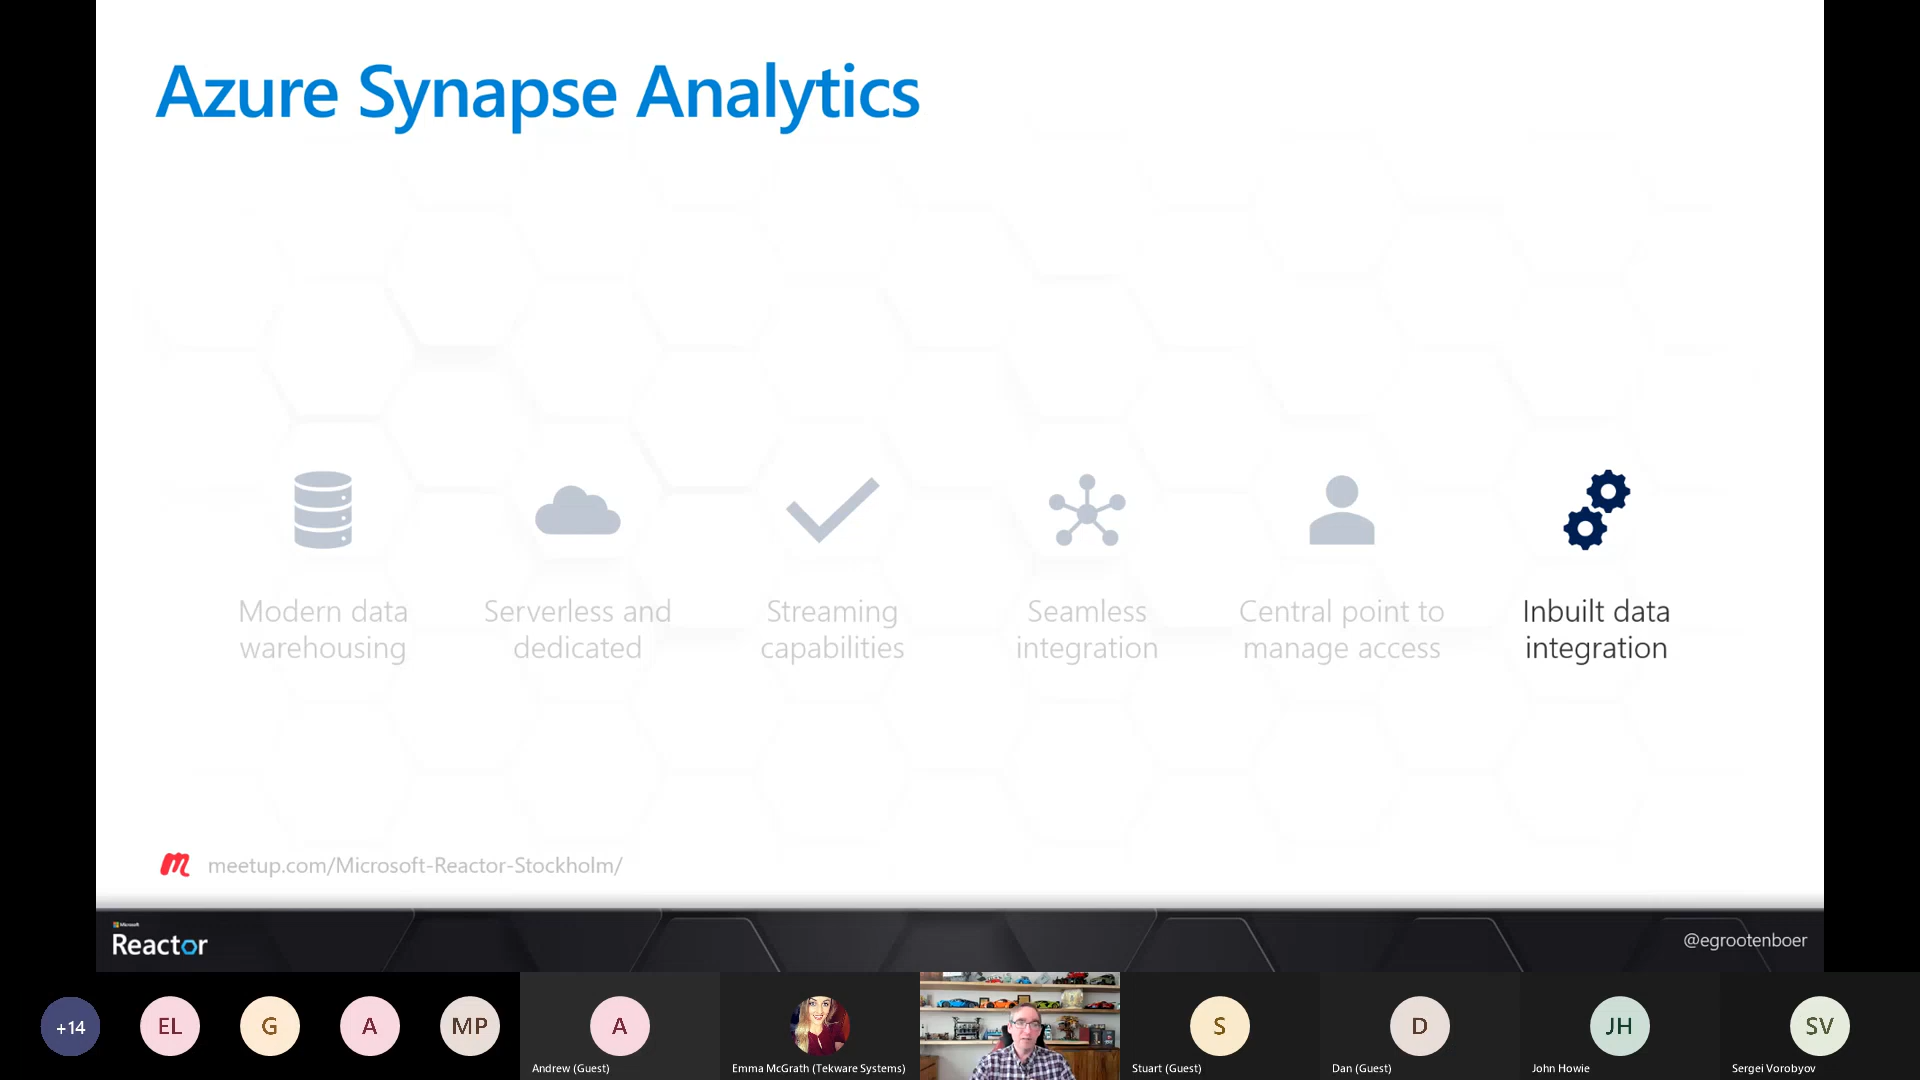 Azure Synapse Analytics
Modern data
warehousing
Serverless and
dedicated
Streaming
capabilities
Seamless
integration
Central point to
manage access
Inbuilt data
integration
meetup.com/Microsoft-Reactor-Stockholm/
Microsoft
Reactor
@egrootenboer
+14
EL
G
A
MP
A
Andrew (Guest)
Emma McGrath (Tekware Systems)
S
Stuart (Guest)
D
Dan (Guest)
JH
John Howie
SV
Sergei Vorobyov